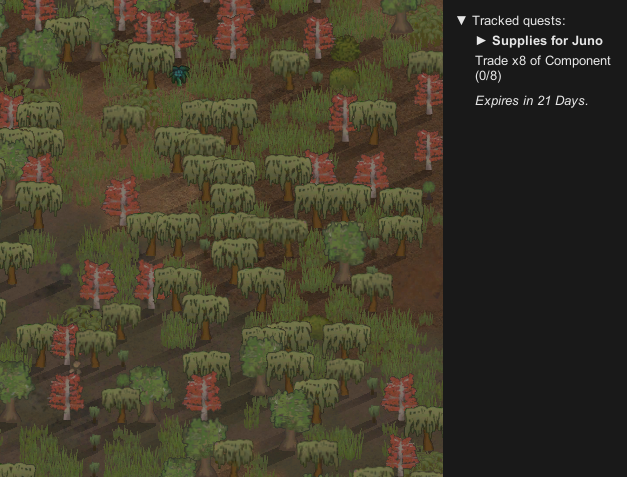 ▼ Tracked quests:
► Supplies for Juno
Trade x8 of Component
(0/8)
Expires in 21 Days.